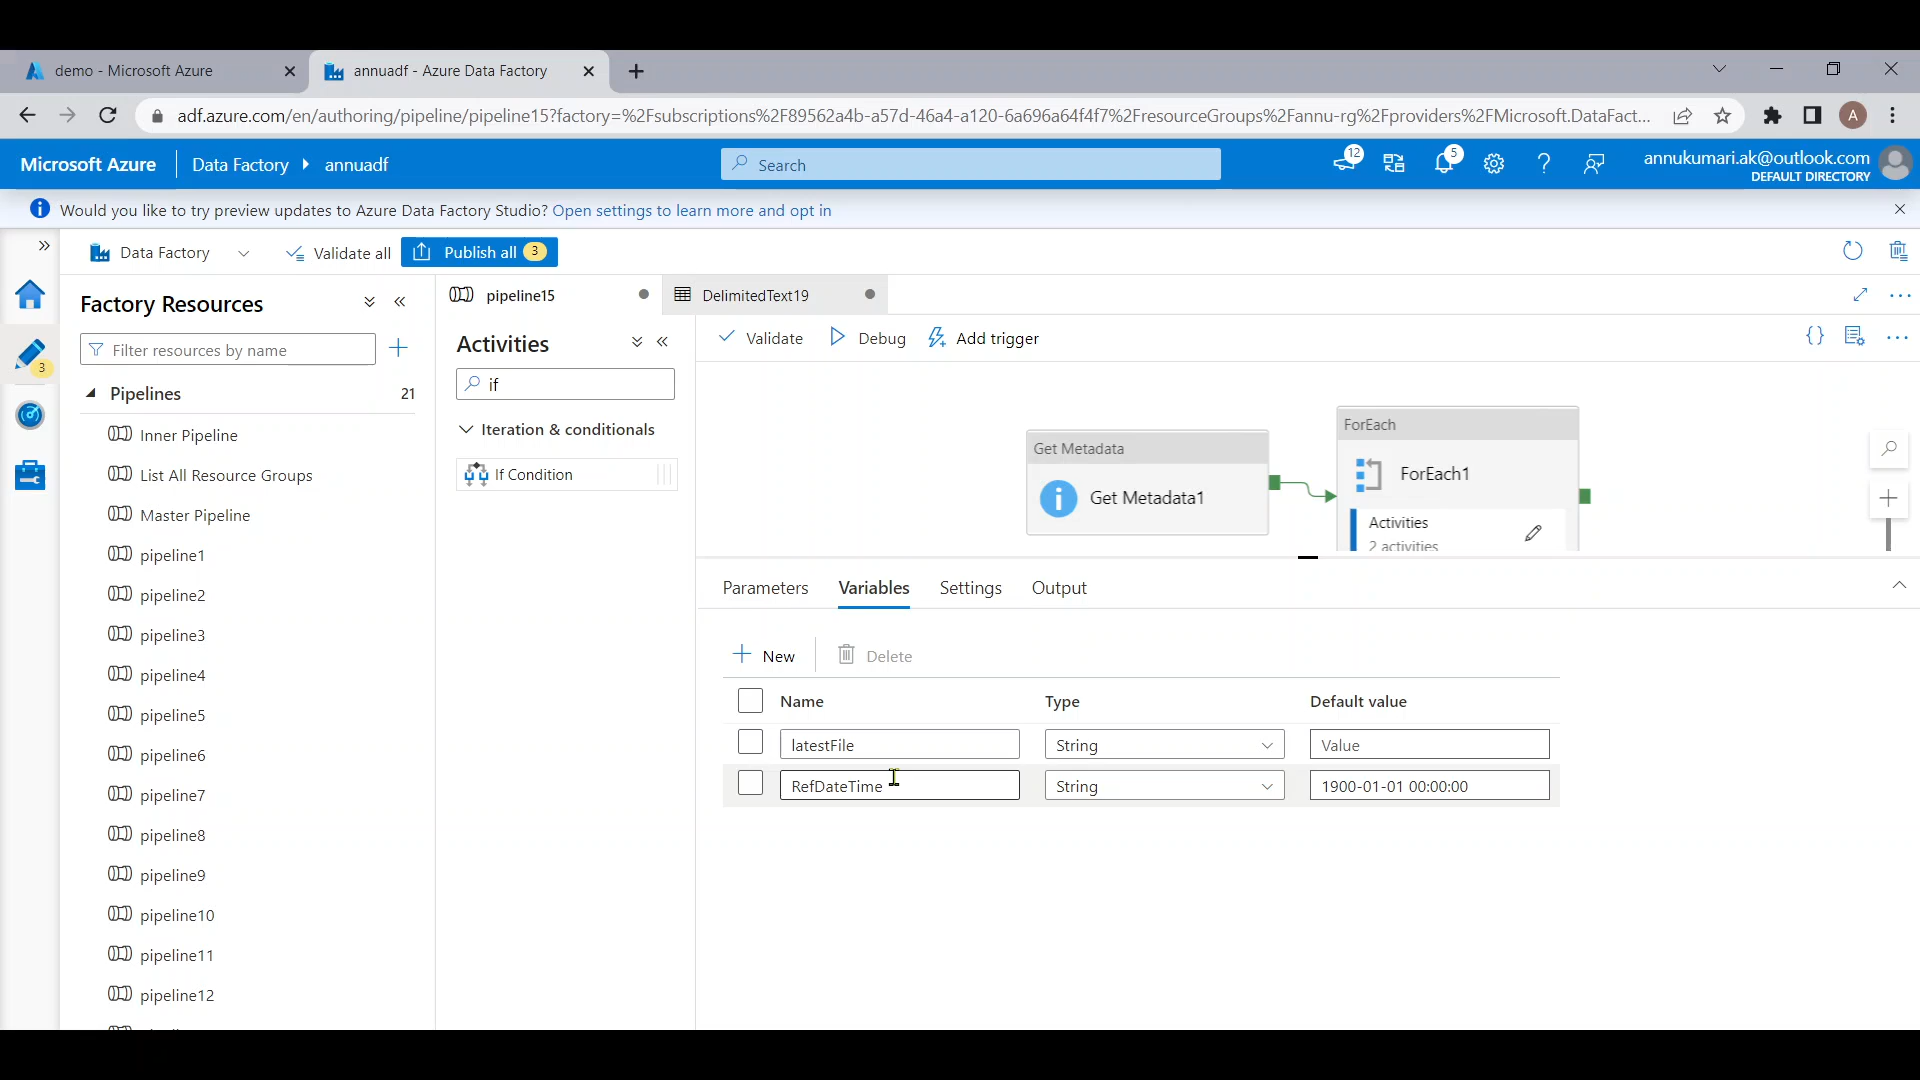 demo - Microsoft Azure
annuadf - Azure Data Factory
adf.azure.com/en/authoring/pipeline/pipeline15?factory=%2Fsubscriptions%2F89562a4b-a57d-46a4-a120-6a696a64f4f7%2FresourceGroups%2Fannu-rg%2Fproviders%2FMicrosoft.DataFact...
A
Microsoft Azure
Data Factory
annuadf
Search
12
5
annukumari.ak@outlook.com
DEFAULT DIRECTORY
Would you like to try preview updates to Azure Data Factory Studio? Open settings to learn more and opt in
Data Factory
Validate all
Publish all
3
Factory Resources
pipeline15
DelimitedText19
Filter resources by name
3
Activities
if
Validate
Debug
Add trigger
Pipelines
21
Iteration & conditionals
If Condition
Inner Pipeline
List All Resource Groups
Master Pipeline
pipeline1
pipeline2
pipeline3
pipeline4
pipeline5
pipeline6
pipeline7
pipeline8
pipeline9
pipeline10
pipeline11
pipeline12
Get Metadata
Get Metadata1
ForEach
ForEach1
Activities
2 activities
Parameters
Variables
Settings
Output
New
Delete
Name
Type
Default value
latestFile
String
Value
RefDateTime
String
1900-01-01 00:00:00